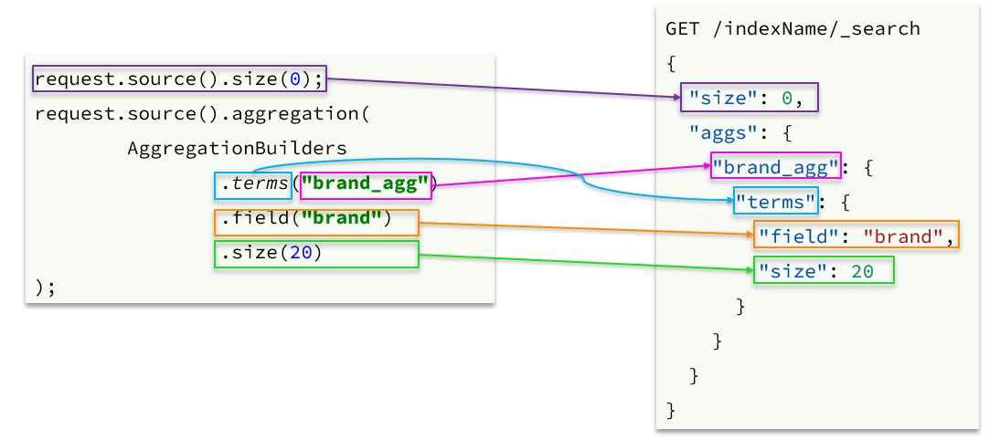 request.source().size(0);
request.source().aggregation(
AggregationBuilders
.terms("brand_agg")
.field("brand")
.size(20)
);
GET /indexName/_search
{
"size": 0,
"aggs": {
"brand_agg": {
"terms": {
"field": "brand",
"size": 20
}
}
}
}